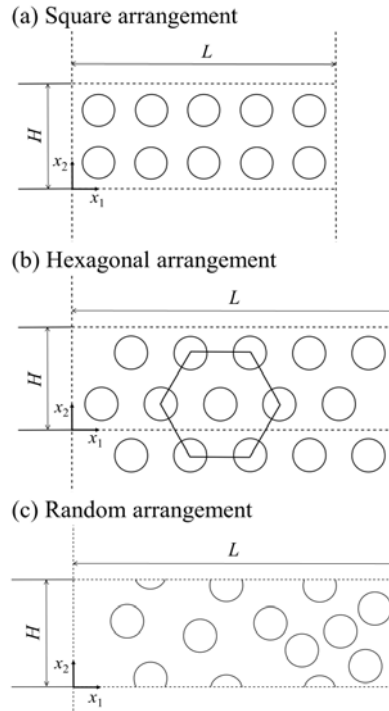 (a) Square arrangement
L
H
x₂
x₁
(b) Hexagonal arrangement
L
H
x₂
x₁
(c) Random arrangement
L
H
x₂
x₁